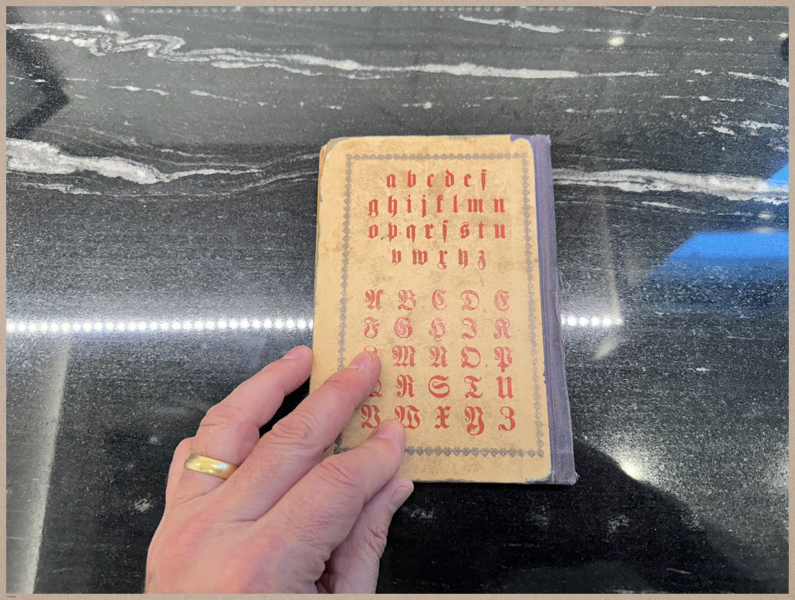 a b c d e f
g h i j k l m n
o p q r ſ s t u
v w x y z
A B C D E
F G H I K
M N O P
Q R S T U
V W X Y Z